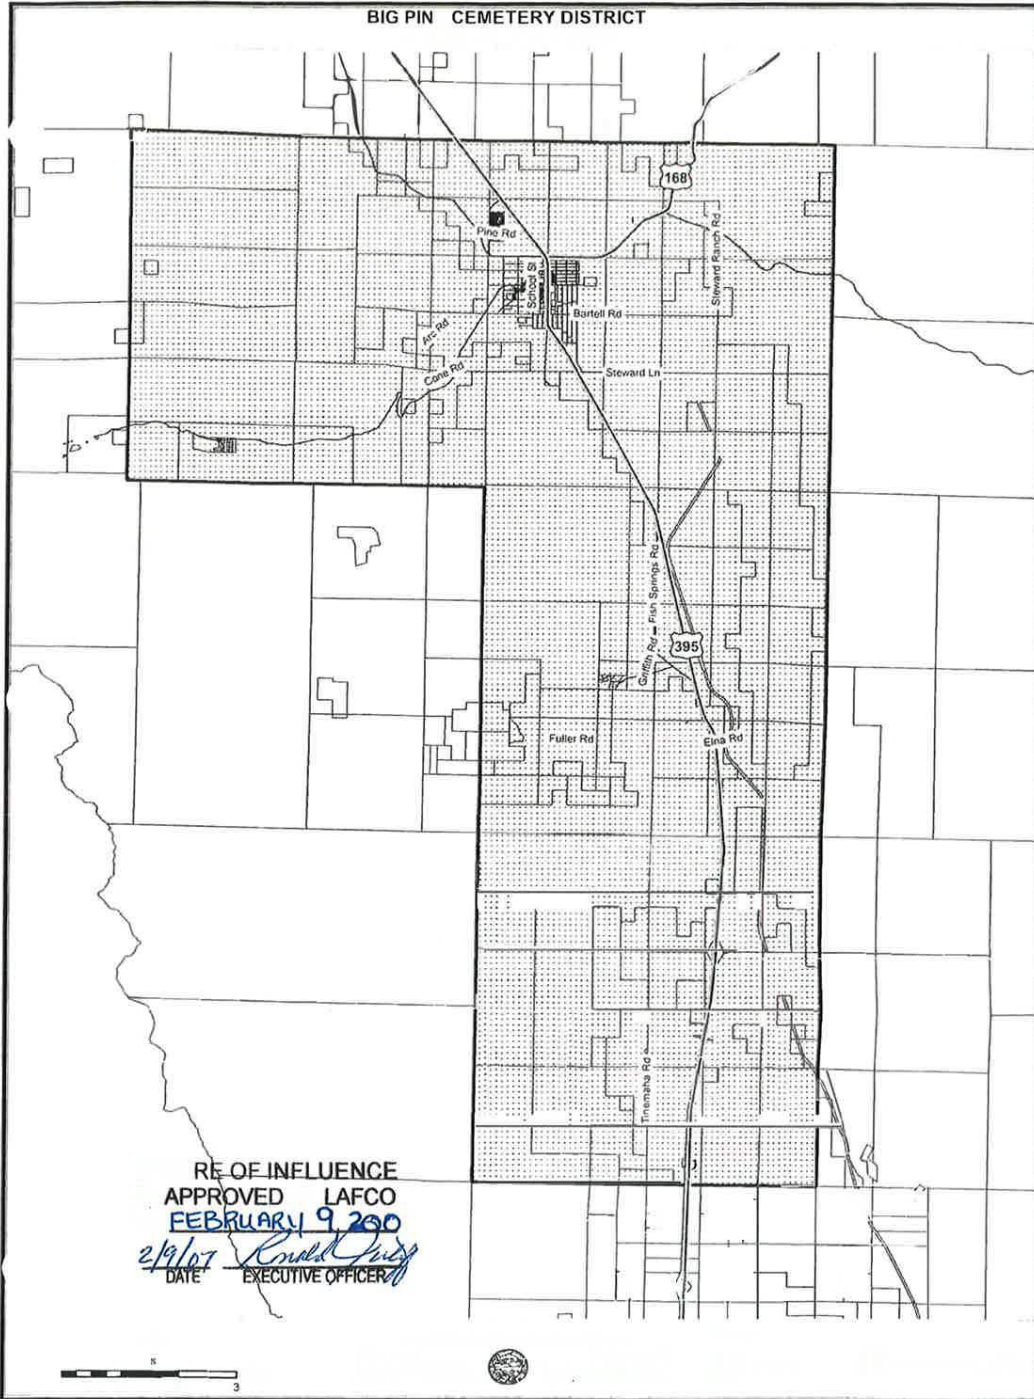 BIG PIN CEMETERY DISTRICT
168
Pine Rd
School St
Steward Ranch Rd
Bartell Rd
Arc Rd
Cone Rd
Steward Ln
Fish Springs Rd
395
Griffith Rd
Fuller Rd
Elna Rd
Tinemaha Rd
RE OF INFLUENCE
APPROVED LAFCO
FEBRUARY 9 200
2/9/07
DATE EXECUTIVE OFFICER
s
3